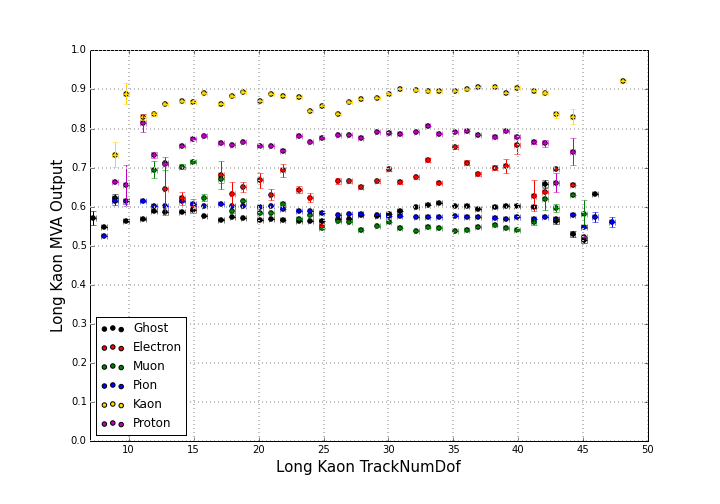 1.0
0.9
0.8
0.7
0.6
0.5
0.4
0.3
0.2
0.1
0.0
Long Kaon MVA Output
Ghost
Electron
Muon
Pion
Kaon
Proton
10 15 20 25 30 35 40 45 50
Long Kaon TrackNumDof